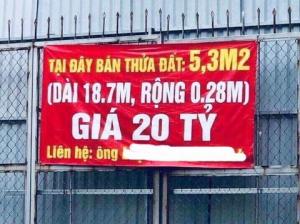 TẠI ĐÂY BÁN THỬA ĐẤT: 5,3M2
(DÀI 18.7M, RỘNG 0.28M)
GIÁ 20 TỶ
Liên hệ: ông